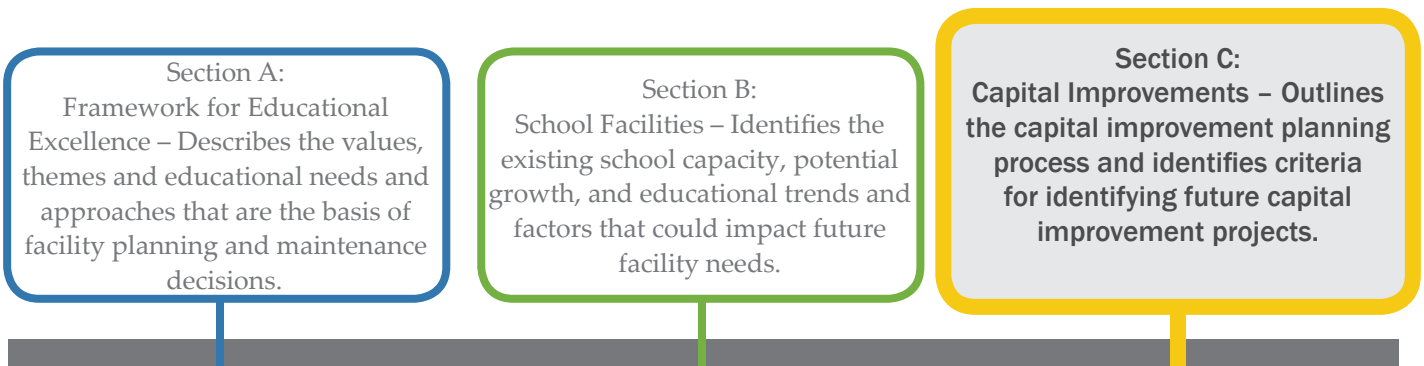 Section A:
Framework for Educational
Excellence – Describes the values,
themes and educational needs and
approaches that are the basis of
facility planning and maintenance
decisions.
Section B:
School Facilities – Identifies the
existing school capacity, potential
growth, and educational trends and
factors that could impact future
facility needs.
Section C:
Capital Improvements – Outlines
the capital improvement planning
process and identifies criteria
for identifying future capital
improvement projects.